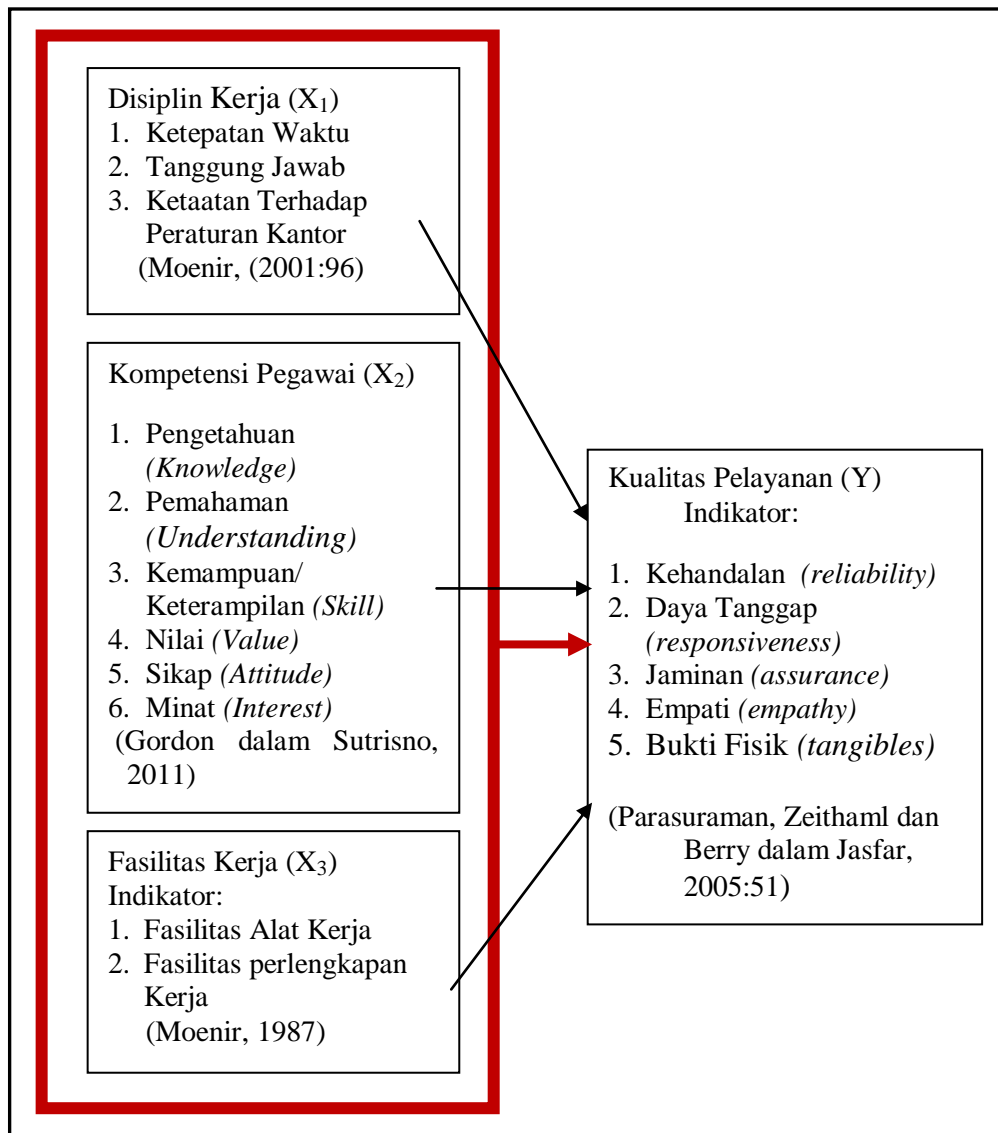 Disiplin Kerja (X₁)
1. Ketepatan Waktu
2. Tanggung Jawab
3. Ketaatan Terhadap
Peraturan Kantor
(Moenir, (2001:96)
Kompetensi Pegawai (X₂)
1. Pengetahuan
(Knowledge)
2. Pemahaman
(Understanding)
3. Kemampuan/
Keterampilan (Skill)
4. Nilai (Value)
5. Sikap (Attitude)
6. Minat (Interest)
(Gordon dalam Sutrisno,
2011)
Fasilitas Kerja (X₃)
Indikator:
1. Fasilitas Alat Kerja
2. Fasilitas perlengkapan
Kerja
(Moenir, 1987)
Kualitas Pelayanan (Y)
Indikator:
1. Kehandalan (reliability)
2. Daya Tanggap
(responsiveness)
3. Jaminan (assurance)
4. Empati (empathy)
5. Bukti Fisik (tangibles)
(Parasuraman, Zeithaml dan
Berry dalam Jasfar,
2005:51)